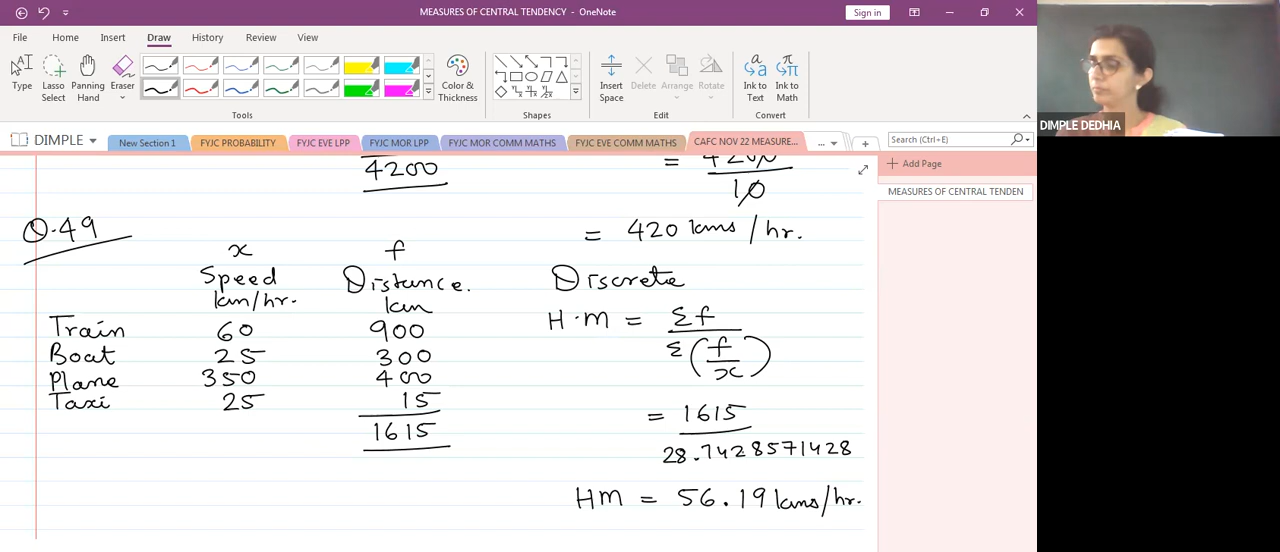 MEASURES OF CENTRAL TENDENCY - OneNote
Sign in
File Home Insert Draw History Review View
Type
Lasso Select
Panning Hand
Eraser
Color & Thickness
Insert Space
Delete
Arrange
Rotate
Ink to Text
Ink to Math
Tools
Shapes
Edit
Convert
DIMPLE
New Section 1
FYJC PROBABILITY
FYJC EVE LPP
FYJC MOR LPP
FYJC MOR COMM MATHS
FYJC EVE COMM MATHS
CAFC NOV 22 MEASURE...
Search (Ctrl+E)
Add Page
MEASURES OF CENTRAL TENDEN
DIMPLE DEDHIA
4200
= 4200
10
= 420 kms/hr.
Q.49
x f
Speed km/hr. Distance. km
Train 60 900
Boat 25 300
Plane 350 400
Taxi 25 15
1615
Discrete
H.M = Σf
Σ(f/x)
= 1615
28.7428571428
HM = 56.19 kms/hr.